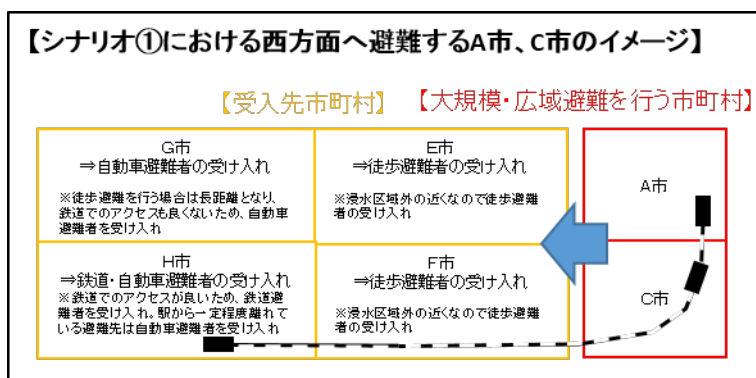 【シナリオ①における西方面へ避難するA市、C市のイメージ】
【受入先市町村】
【大規模・広域避難を行う市町村】
G市
⇒自動車避難者の受け入れ
※徒歩避難を行う場合は長距離となり、
鉄道でのアクセスも良くないため、自動車
避難者を受け入れ
E市
⇒徒歩避難者の受け入れ
※浸水区域外の近くなので徒歩避難
者の受け入れ
A市
H市
⇒鉄道・自動車避難者の受け入れ
※鉄道でのアクセスが良いため、鉄道避
難者を受け入れ。駅から一定程度離れて
いる避難先は自動車避難者を受け入れ
F市
⇒徒歩避難者の受け入れ
※浸水区域外の近くなので徒歩避難
者の受け入れ
C市